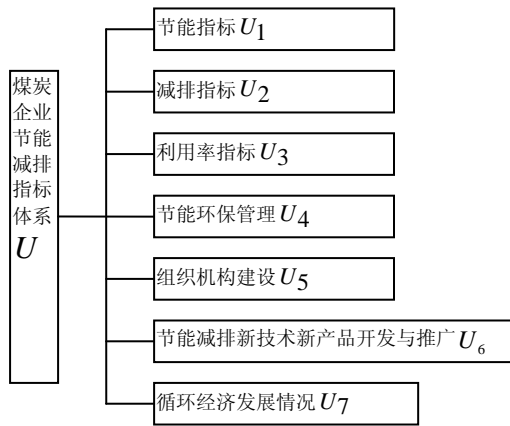 煤炭
企业
节能
减排
指标
体系
U
节能指标U1
减排指标U2
利用率指标U3
节能环保管理U4
组织机构建设U5
节能减排新技术新产品开发与推广U6
循环经济发展情况U7